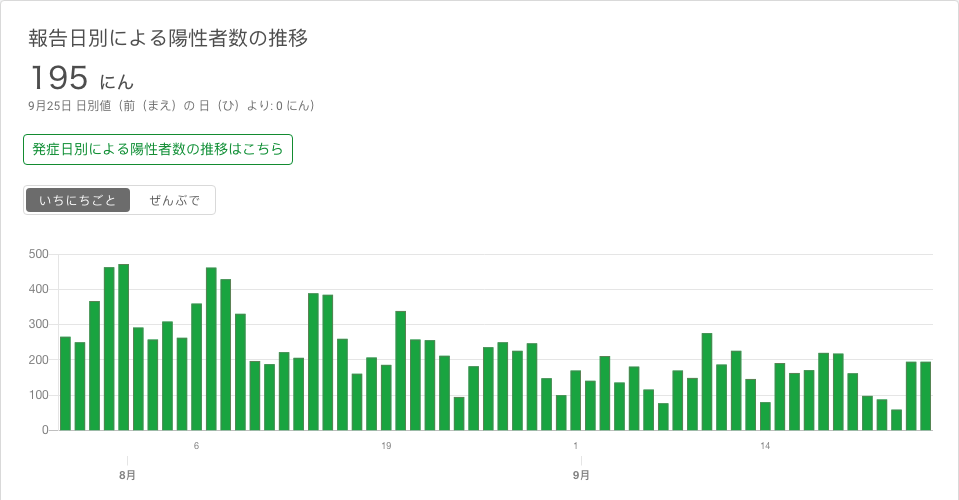 報告日別による陽性者数の推移
195 にん
9月25日 日別値（前（まえ）の 日（ひ）より: 0 にん）
発症日別による陽性者数の推移はこちら
いちにちごと ぜんぶで
500
400
300
200
100
0
6 19 1 14
8月 9月